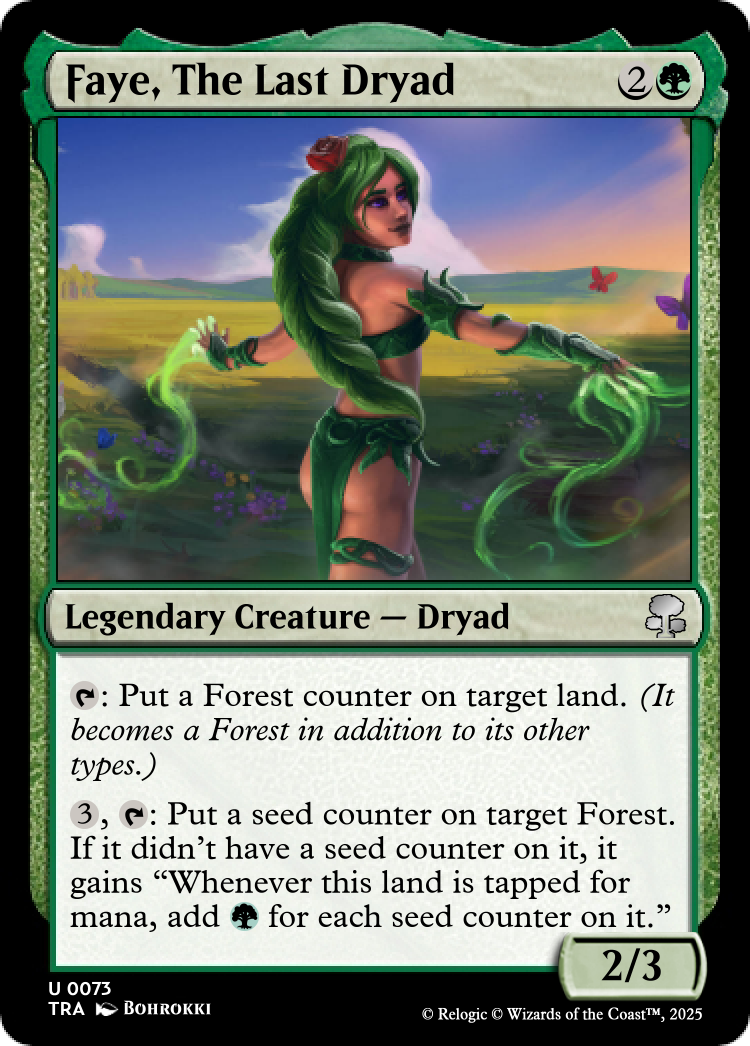 Faye, The Last Dryad 2
Legendary Creature — Dryad
: Put a Forest counter on target land. (It
becomes a Forest in addition to its other
types.)
3, : Put a seed counter on target Forest.
If it didn’t have a seed counter on it, it
gains “Whenever this land is tapped for
mana, add for each seed counter on it.”
2/3
U 0073
TRA BOHROKKI
© Relogic © Wizards of the Coast™, 2025